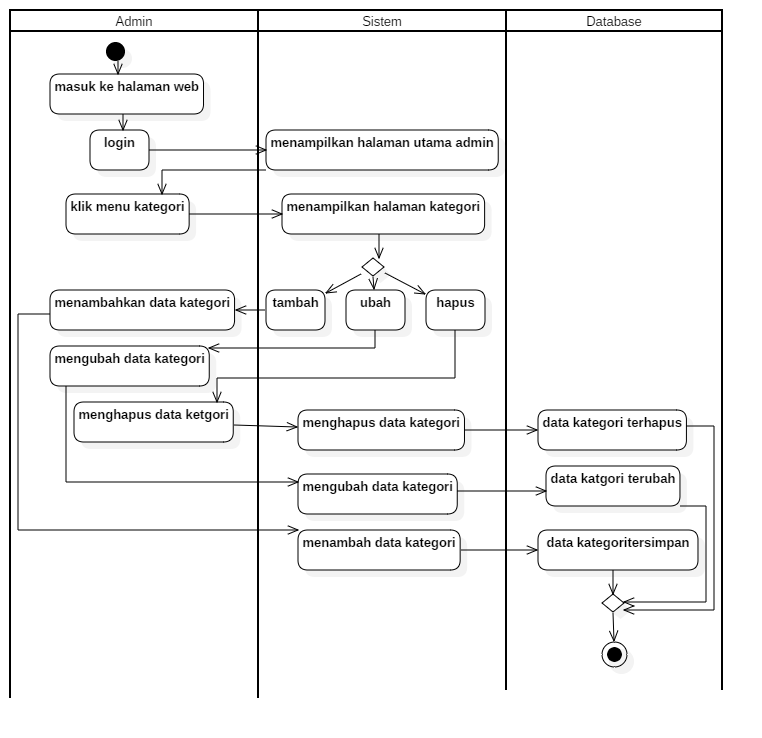 Admin
Sistem
Database
masuk ke halaman web
login
menampilkan halaman utama admin
klik menu kategori
menampilkan halaman kategori
menambahkan data kategori
tambah
ubah
hapus
mengubah data kategori
menghapus data ketgori
menghapus data kategori
data kategori terhapus
mengubah data kategori
data katgori terubah
menambah data kategori
data kategoritersimpan